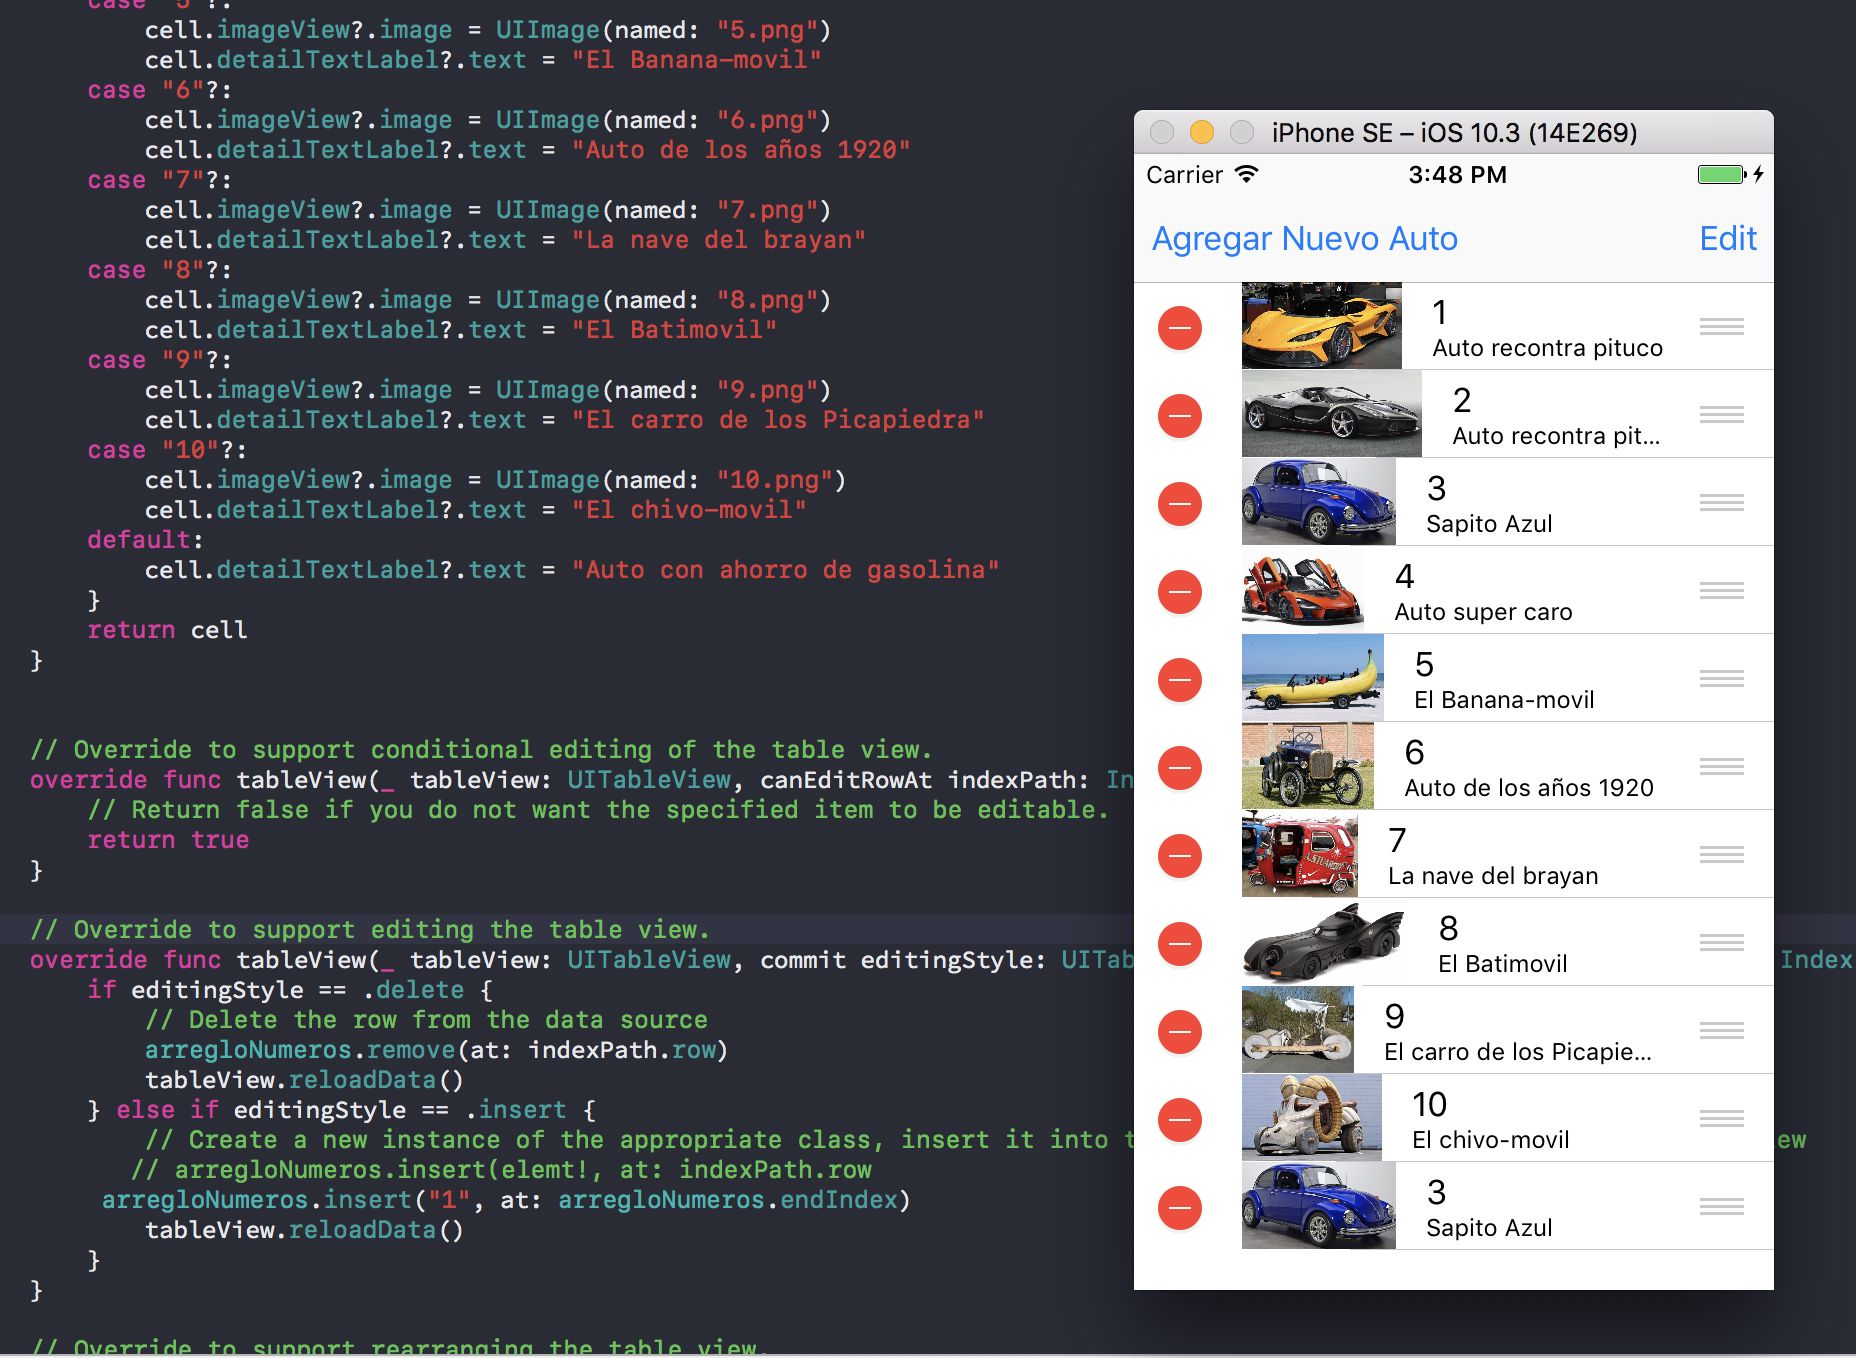 case "5"?:
cell.imageView?.image = UIImage(named: "5.png")
cell.detailTextLabel?.text = "El Banana-movil"
case "6"?:
cell.imageView?.image = UIImage(named: "6.png")
cell.detailTextLabel?.text = "Auto de los años 1920"
case "7"?:
cell.imageView?.image = UIImage(named: "7.png")
cell.detailTextLabel?.text = "La nave del brayan"
case "8"?:
cell.imageView?.image = UIImage(named: "8.png")
cell.detailTextLabel?.text = "El Batimovil"
case "9"?:
cell.imageView?.image = UIImage(named: "9.png")
cell.detailTextLabel?.text = "El carro de los Picapiedra"
case "10"?:
cell.imageView?.image = UIImage(named: "10.png")
cell.detailTextLabel?.text = "El chivo-movil"
default:
cell.detailTextLabel?.text = "Auto con ahorro de gasolina"
}
return cell
}
// Override to support conditional editing of the table view.
override func tableView(_ tableView: UITableView, canEditRowAt indexPath: In
// Return false if you do not want the specified item to be editable.
return true
}
// Override to support editing the table view.
override func tableView(_ tableView: UITableView, commit editingStyle: UITab Index
if editingStyle == .delete {
// Delete the row from the data source
arregloNumeros.remove(at: indexPath.row)
tableView.reloadData()
} else if editingStyle == .insert {
// Create a new instance of the appropriate class, insert it into t ew
// arregloNumeros.insert(elemt!, at: indexPath.row
arregloNumeros.insert("1", at: arregloNumeros.endIndex)
tableView.reloadData()
}
}
// Override to support rearranging the table view.
iPhone SE – iOS 10.3 (14E269)
Carrier 3:48 PM
Agregar Nuevo Auto Edit
1
Auto recontra pituco
2
Auto recontra pit...
3
Sapito Azul
4
Auto super caro
5
El Banana-movil
6
Auto de los años 1920
7
La nave del brayan
8
El Batimovil
9
El carro de los Picapie...
10
El chivo-movil
3
Sapito Azul